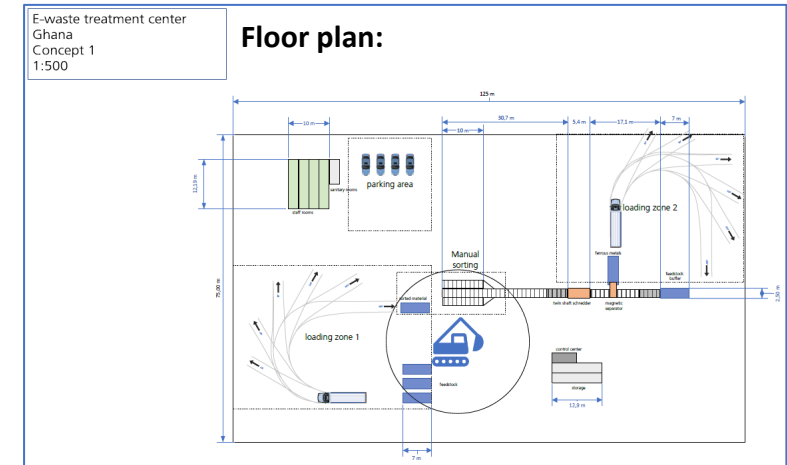 E-waste treatment center
Ghana
Concept 1
1:500
Floor plan:
125 m
30,7 m
5,4 m
17,1 m
7 m
10 m
10 m
12,19 m
sanitary rooms
staff rooms
parking area
loading zone 2
ferrous metals
Manual
sorting
feedstock
buffer
75,00 m
sorted material
twin shaft schredder
magnetic
separator
2,50 m
loading zone 1
control center
feedstock
storage
12,9 m
7 m